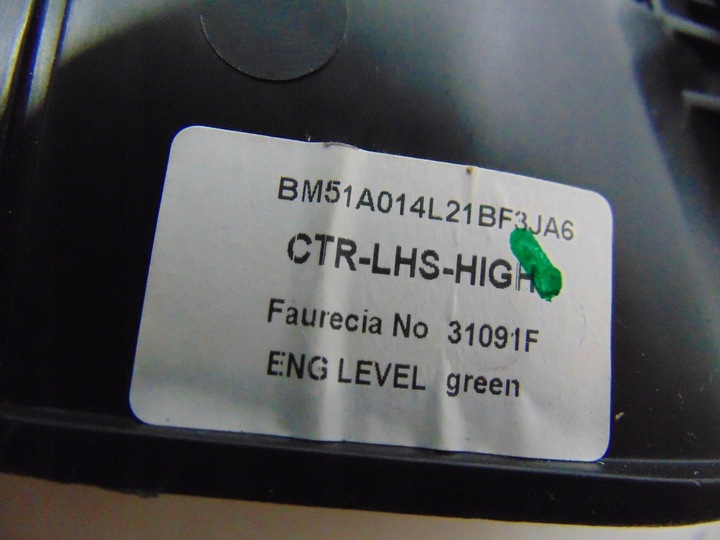 BM51A014L21BF3JA6
CTR-LHS-HIGH
Faurecia No 31091F
ENG LEVEL green